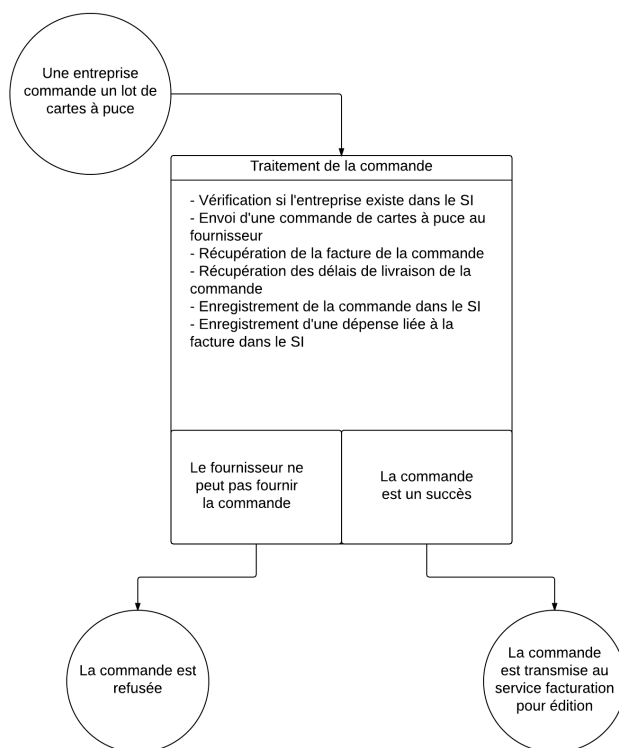 Une entreprise
commande un lot de
cartes à puce
Traitement de la commande
- Vérification si l'entreprise existe dans le SI
- Envoi d'une commande de cartes à puce au
fournisseur
- Récupération de la facture de la commande
- Récupération des délais de livraison de la
commande
- Enregistrement de la commande dans le SI
- Enregistrement d'une dépense liée à la
facture dans le SI
Le fournisseur ne
peut pas fournir
la commande
La commande
est un succès
La commande est
refusée
La commande
est transmise au
service facturation
pour édition